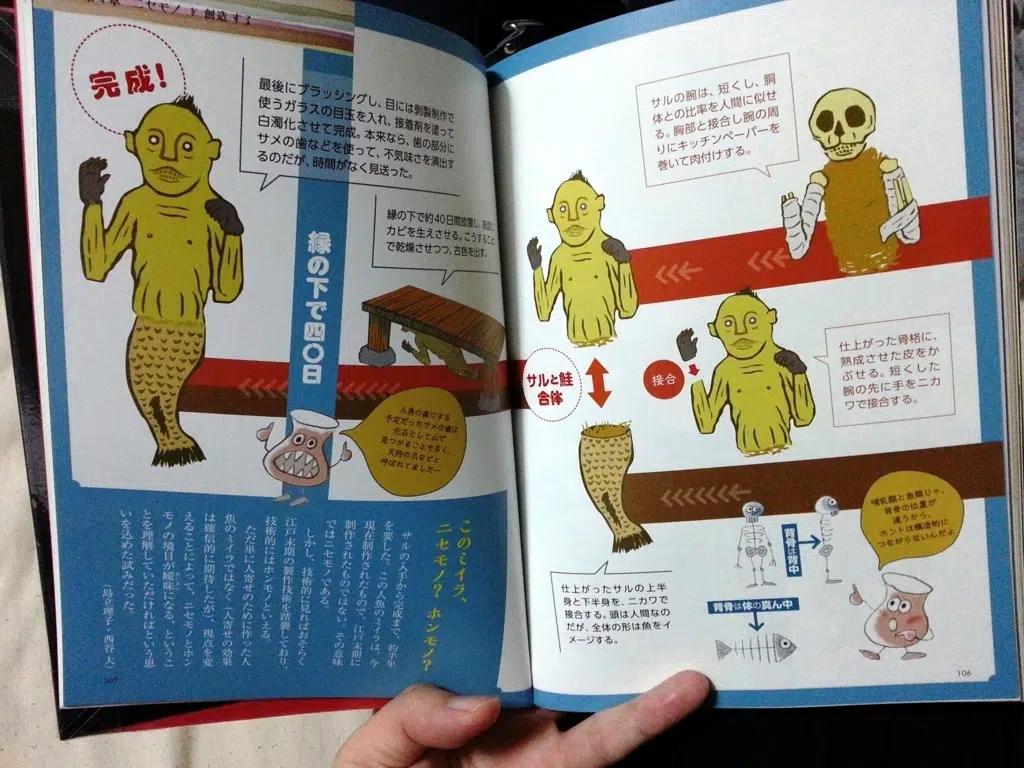 サルの腕は、短くし、胴
体との比率を人間に似せ
る。胸部と接合し腕の周
りにキッチンペーパーを
巻いて肉付けする。
仕上がった骨格に、
熟成させた皮をか
ぶせる。短くした
腕の先に手をニカ
ワで接合する。
接合
サルと鮭
合体
仕上がったサルの上半
身と下半身を、ニカワで
接合する。頭は人間なの
だが、全体の形は魚をイ
メージする。
哺乳類と魚類じゃ、
背骨の位置が
違うから、
ホントは構造的に
つながらないんだよ
背骨は背中
背骨は体の真ん中
106
ニセモノを創造する
縁の下で約40日間放置し、
カビを生えさせる。こうすること
で乾燥させつつ、古色を出す。
縁の下で四〇日
最後にブラッシングし、目には剥製制作で
使うガラスの目玉を入れ、接着剤を塗って
白濁化させて完成。本来なら、歯の部分に
サメの歯などを使って、不気味さを演出す
るのだが、時間がなく見送った。
完成!
人魚の歯にする
予定だったサメの歯は
化石として山で
見つかることも多く、
天狗の爪などと
呼ばれてました―
このミイラ、
ニセモノ? ホンモノ?
サルの入手から完成まで、約半年
を要した。この人魚のミイラは、今
現在制作されたもので、江戸末期に
制作されたものではない。その意味
ではニセモノである。
しかし、技術的に見ればおそらく
江戸末期の製作技術を踏襲しており、
技術的にはホンモノといえる。
ただ単に人寄せのために作った人
魚のミイラではなく(人寄せの効果
は確信的に期待したが)、視点を変
えることによって、ニセモノとホン
モノの境目が曖昧になる、というこ
とを理解していただければという思
いを込めた試みだった。
(島立理子・西谷大)
107